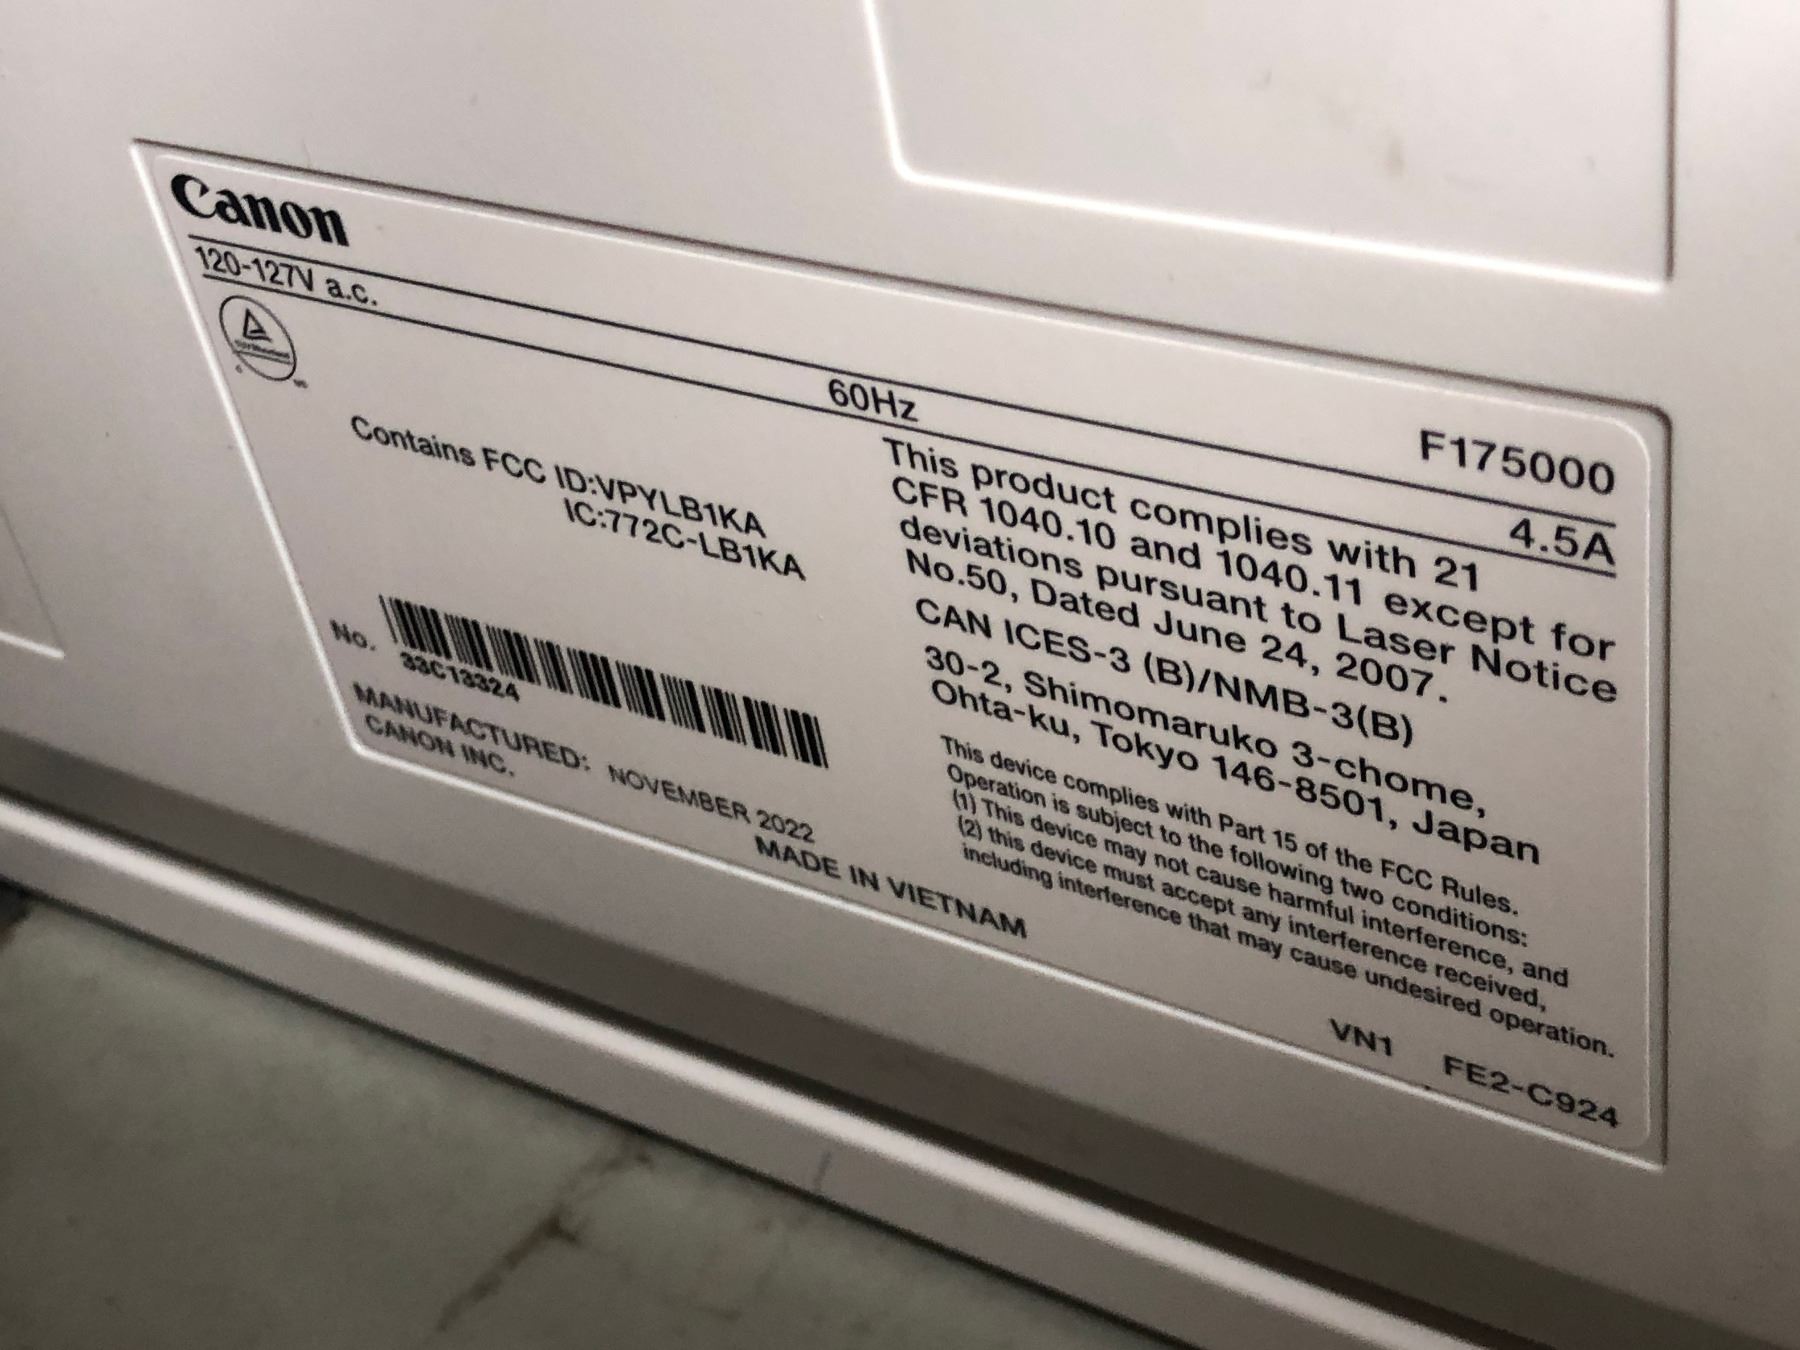 Canon
F175000
120-127V a.c. 60Hz 4.5A
Contains FCC ID:VPYLB1KA
IC:772C-LB1KA
No.
33C13324
MANUFACTURED: NOVEMBER 2022
CANON INC.
MADE IN VIETNAM
This product complies with 21
CFR 1040.10 and 1040.11 except for
deviations pursuant to Laser Notice
No.50, Dated June 24, 2007.
CAN ICES-3 (B)/NMB-3(B)
30-2, Shimomaruko 3-chome,
Ohta-ku, Tokyo 146-8501, Japan
This device complies with Part 15 of the FCC Rules.
Operation is subject to the following two conditions:
(1) This device may not cause harmful interference, and
(2) this device must accept any interference received,
including interference that may cause undesired operation.
VN1 FE2-C924